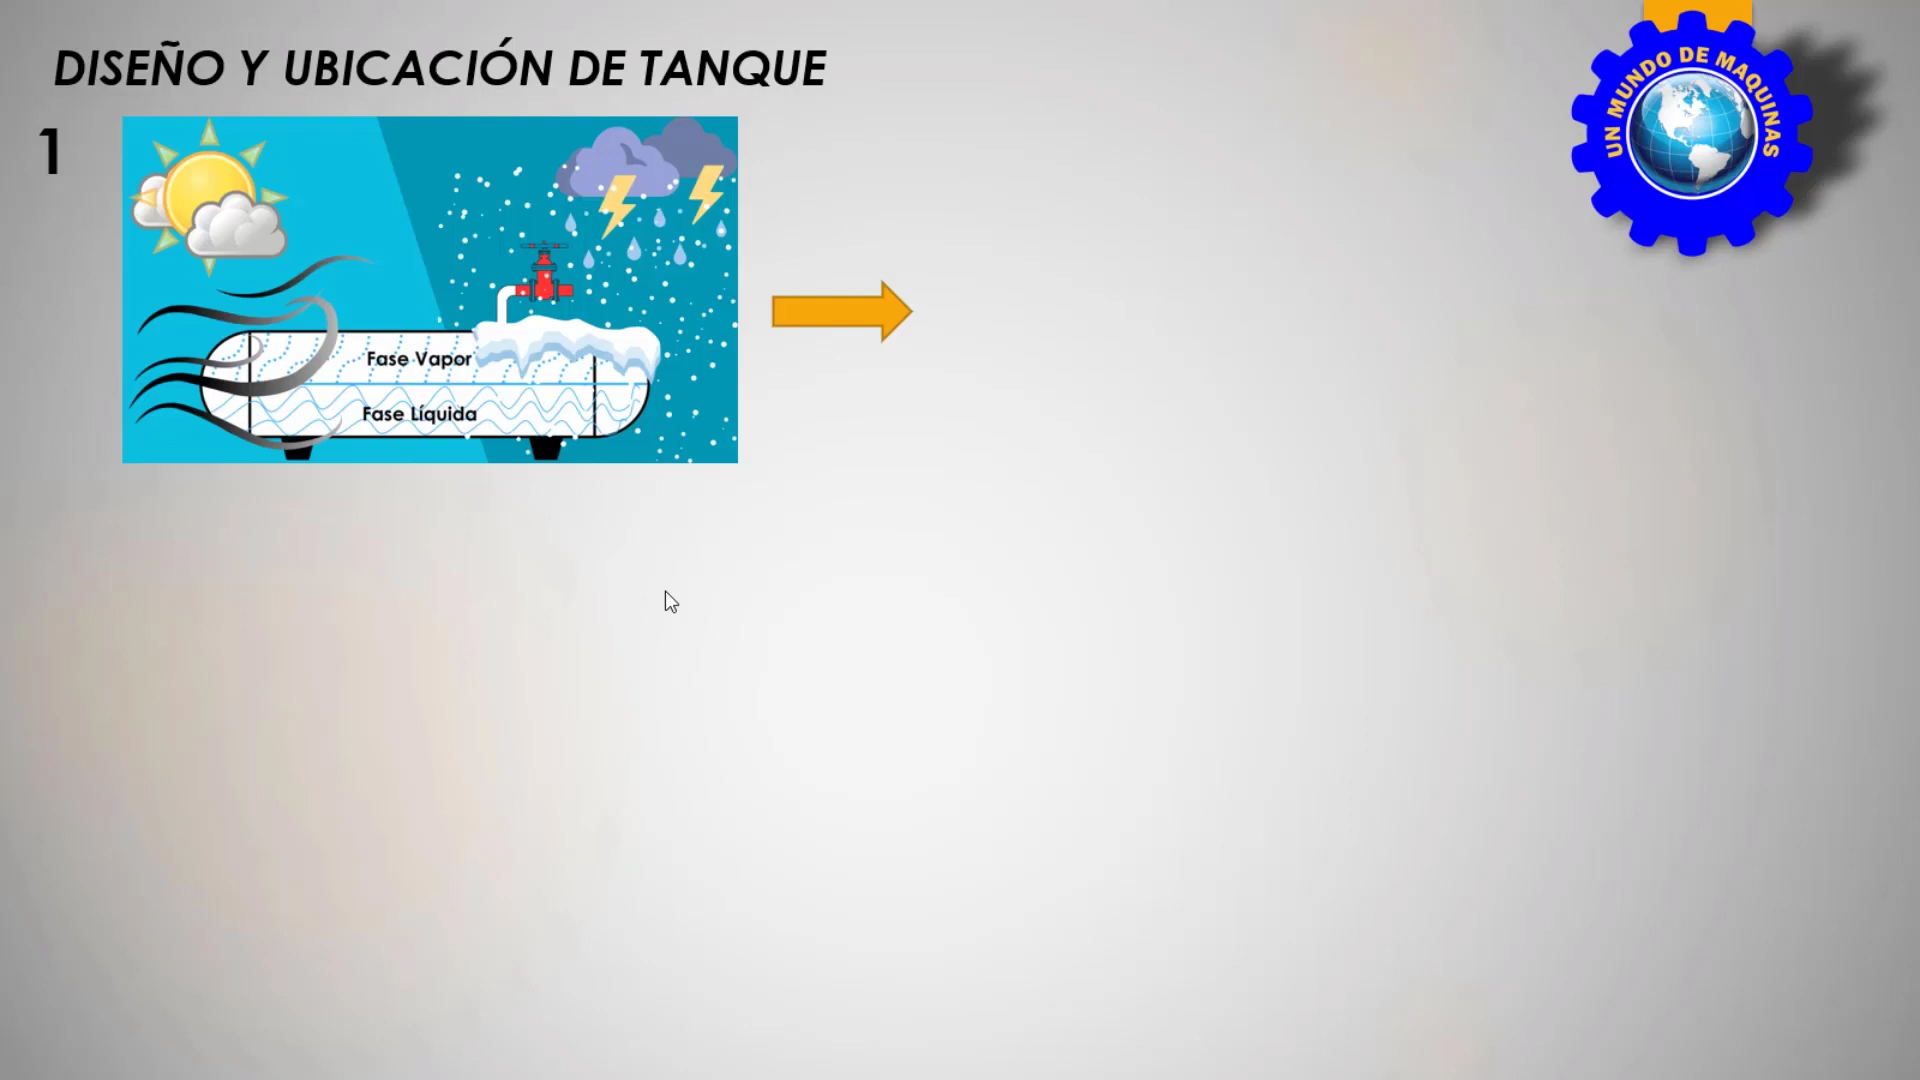 DISEÑO Y UBICACIÓN DE TANQUE
UN MUNDO DE MAQUINAS
1
Fase Vapor
Fase Líquida